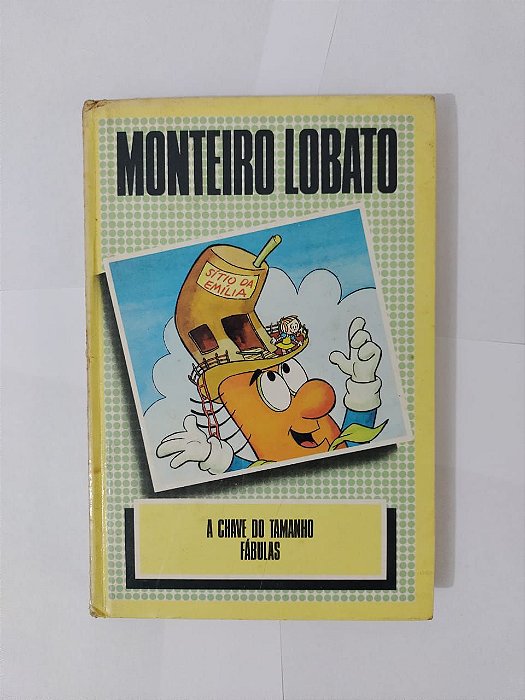 MONTEIRO LOBATO
SÍTIO DA
EMÍLIA
A CHAVE DO TAMANHO
FÁBULAS